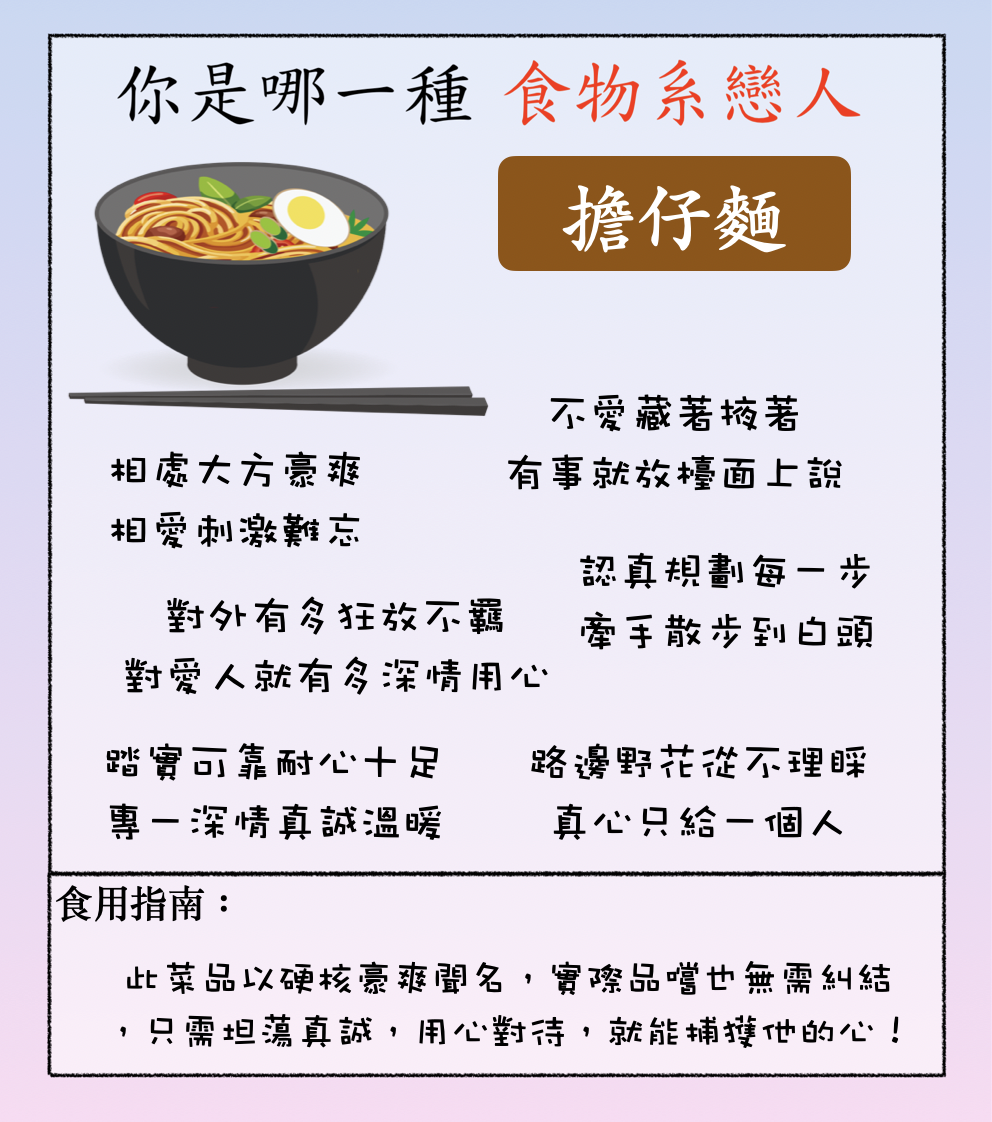 你是哪一種 食物系戀人
擔仔麵
不愛藏著掖著
有事就放檯面上說
相處大方豪爽
相愛刺激難忘
認真規劃每一步
牽手散步到白頭
對外有多狂放不羈
對愛人就有多深情用心
踏實可靠耐心十足
專一深情真誠溫暖
路邊野花從不理睬
真心只給一個人
食用指南：
此菜品以硬核豪爽聞名，實際品嚐也無需糾結
，只需坦蕩真誠，用心對待，就能捕獲他的心！